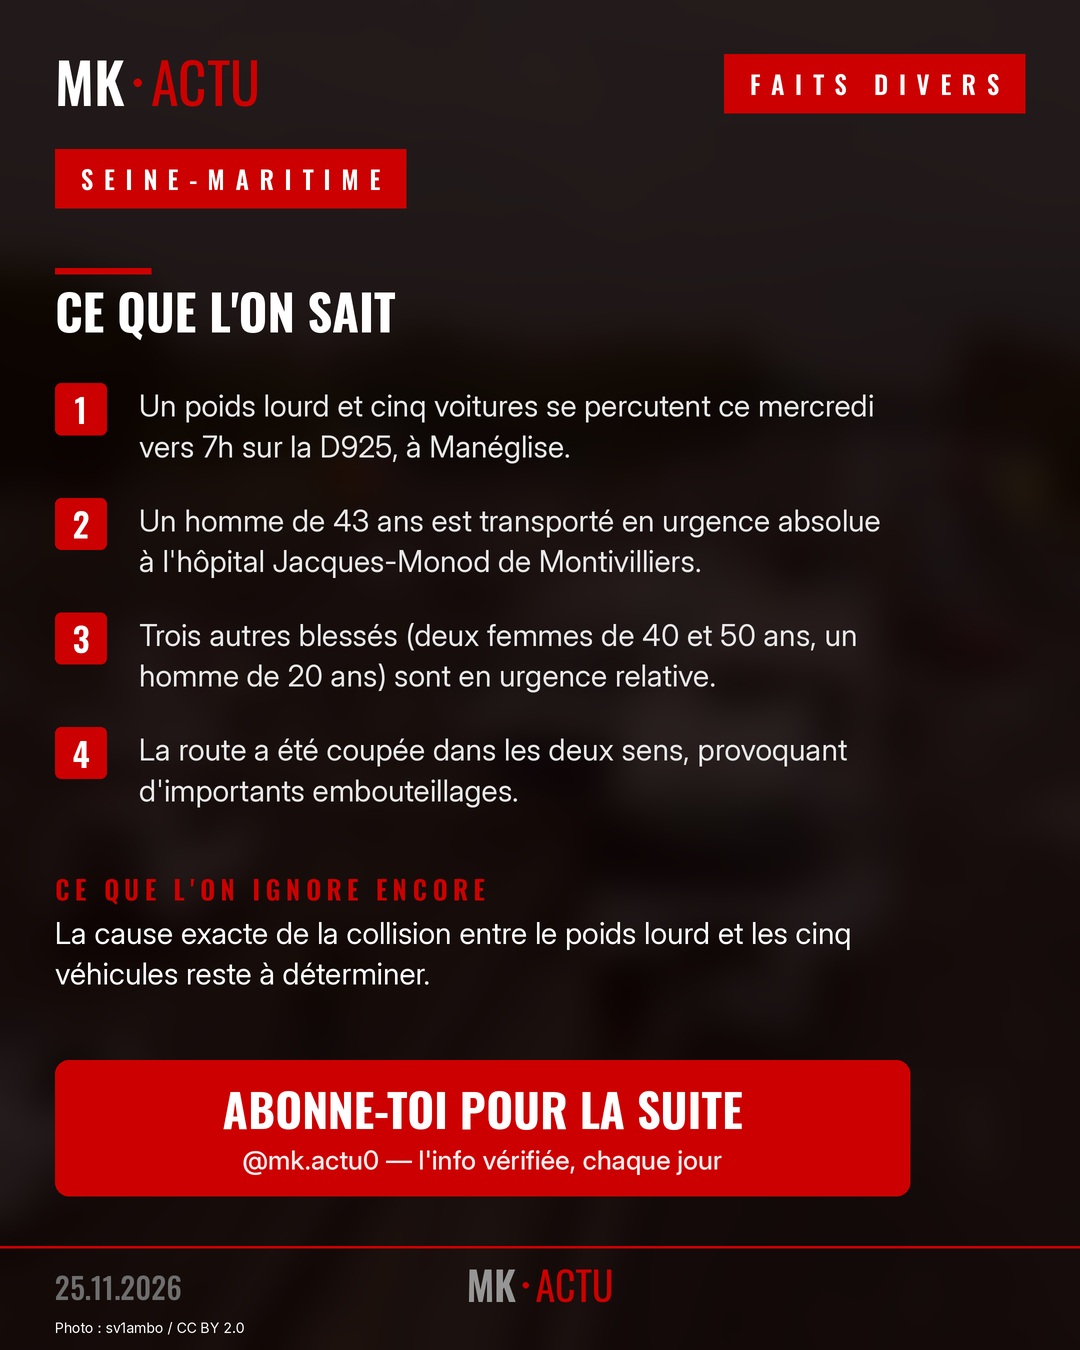 MK·ACTU
FAITS DIVERS
SEINE-MARITIME
CE QUE L'ON SAIT
1 Un poids lourd et cinq voitures se percutent ce mercredi
vers 7h sur la D925, à Manéglise.
2 Un homme de 43 ans est transporté en urgence absolue
à l'hôpital Jacques-Monod de Montivilliers.
3 Trois autres blessés (deux femmes de 40 et 50 ans, un
homme de 20 ans) sont en urgence relative.
4 La route a été coupée dans les deux sens, provoquant
d'importants embouteillages.
CE QUE L'ON IGNORE ENCORE
La cause exacte de la collision entre le poids lourd et les cinq
véhicules reste à déterminer.
ABONNE-TOI POUR LA SUITE
@mk.actu0 — l'info vérifiée, chaque jour
25.11.2026
MK·ACTU
Photo : sv1ambo / CC BY 2.0